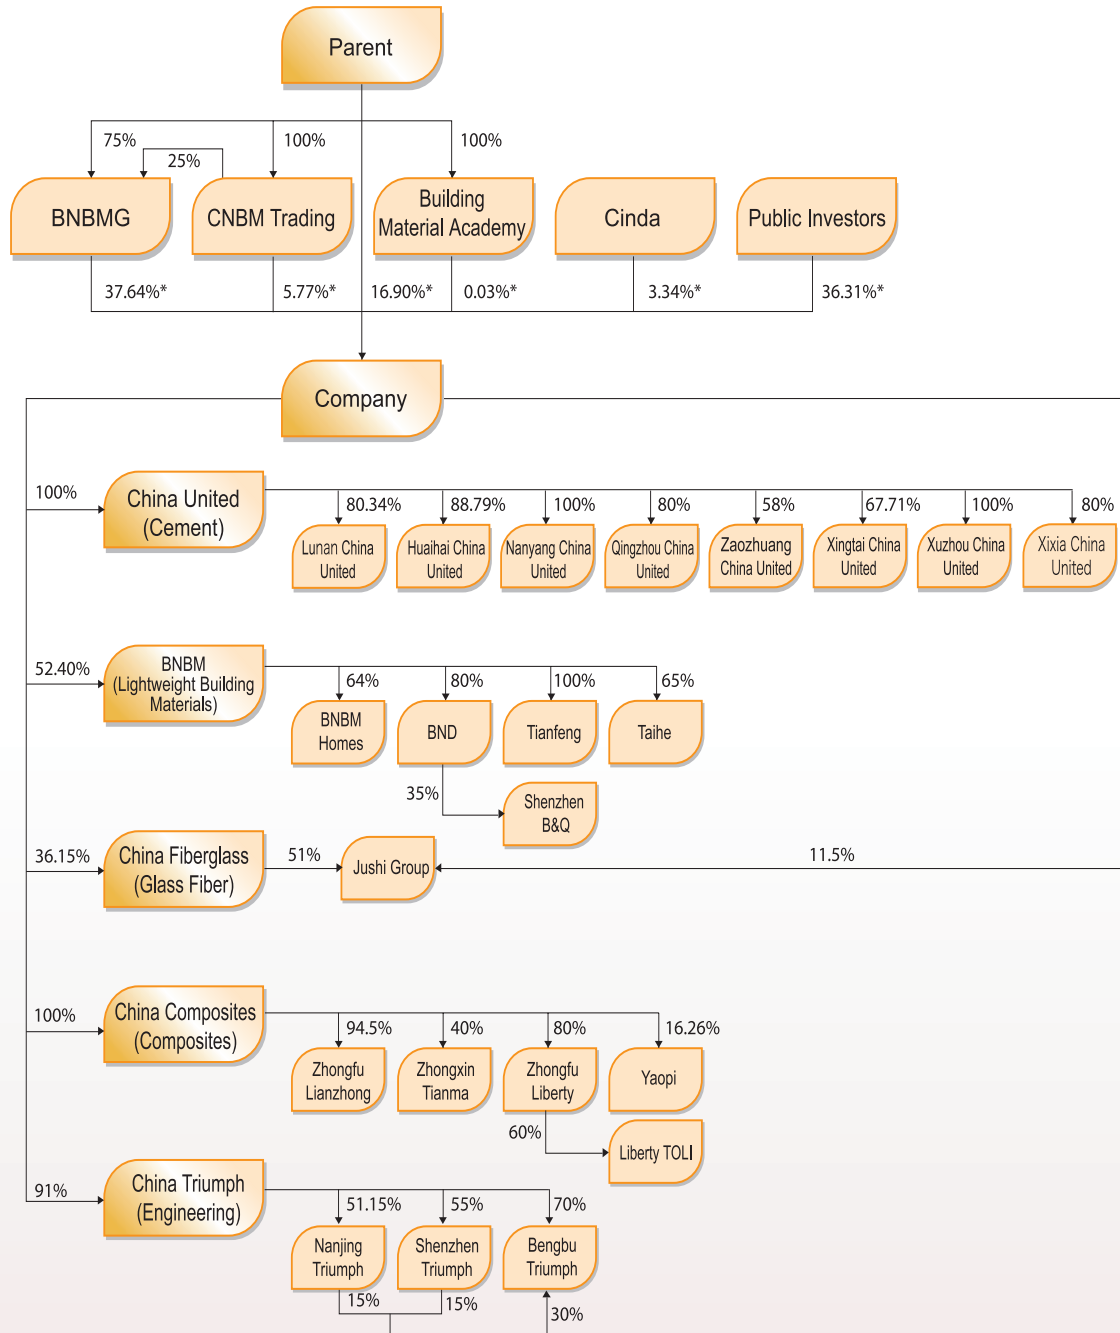 Parent
75%
100%
100%
25%
BNBMG
CNBM Trading
Building
Material Academy
Cinda
Public Investors
37.64%*
5.77%*
16.90%*
0.03%*
3.34%*
36.31%*
Company
100%
China United
(Cement)
80.34%
88.79%
100%
80%
58%
67.71%
100%
80%
Lunan China
United
Huaihai China
United
Nanyang China
United
Qingzhou China
United
Zaozhuang
China United
Xingtai China
United
Xuzhou China
United
Xixia China
United
52.40%
BNBM
(Lightweight Building
Materials)
64%
80%
100%
65%
BNBM
Homes
BND
Tianfeng
Taihe
35%
Shenzhen
B&Q
36.15%
China Fiberglass
(Glass Fiber)
51%
Jushi Group
11.5%
100%
China Composites
(Composites)
94.5%
40%
80%
16.26%
Zhongfu
Lianzhong
Zhongxin
Tianma
Zhongfu
Liberty
Yaopi
60%
Liberty TOLI
91%
China Triumph
(Engineering)
51.15%
55%
70%
Nanjing
Triumph
Shenzhen
Triumph
Bengbu
Triumph
15%
15%
30%